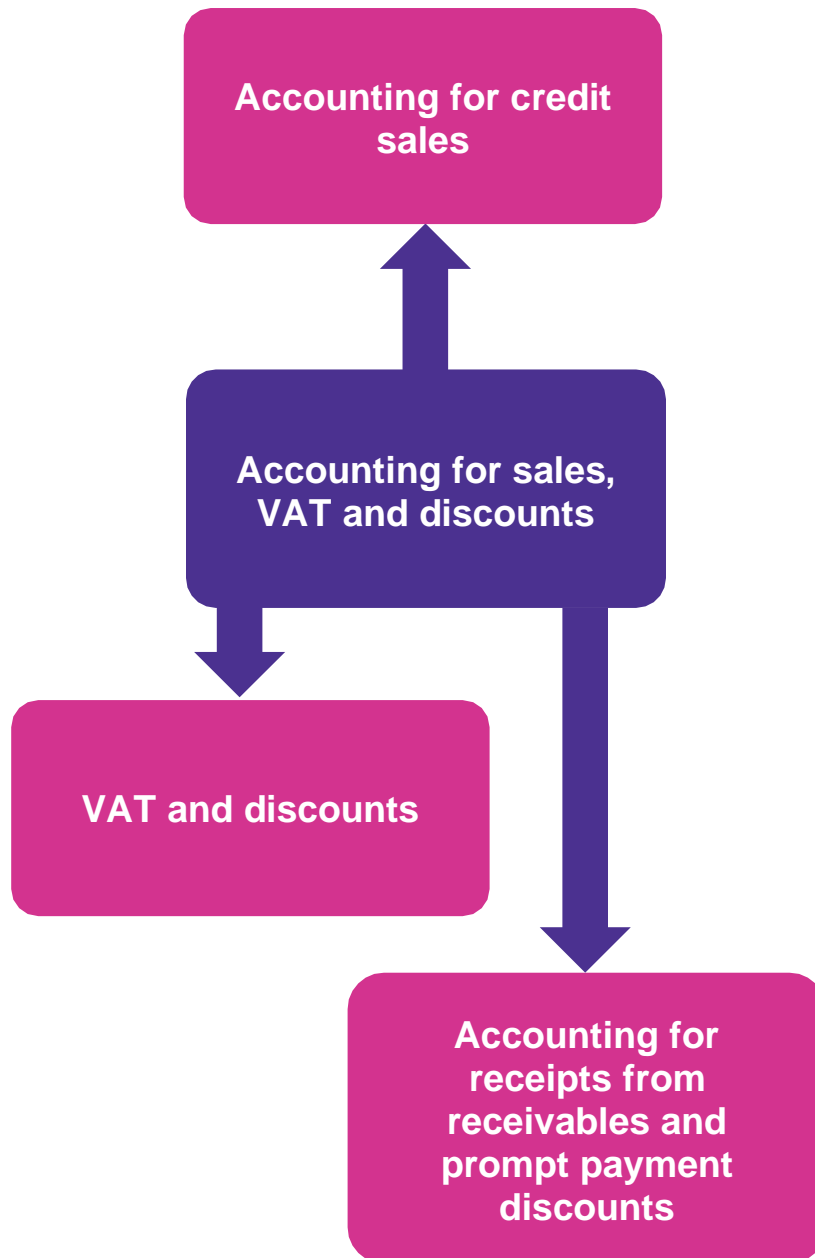 Accounting for credit
sales
Accounting for sales,
VAT and discounts
VAT and discounts
Accounting for
receipts from
receivables and
prompt payment
discounts